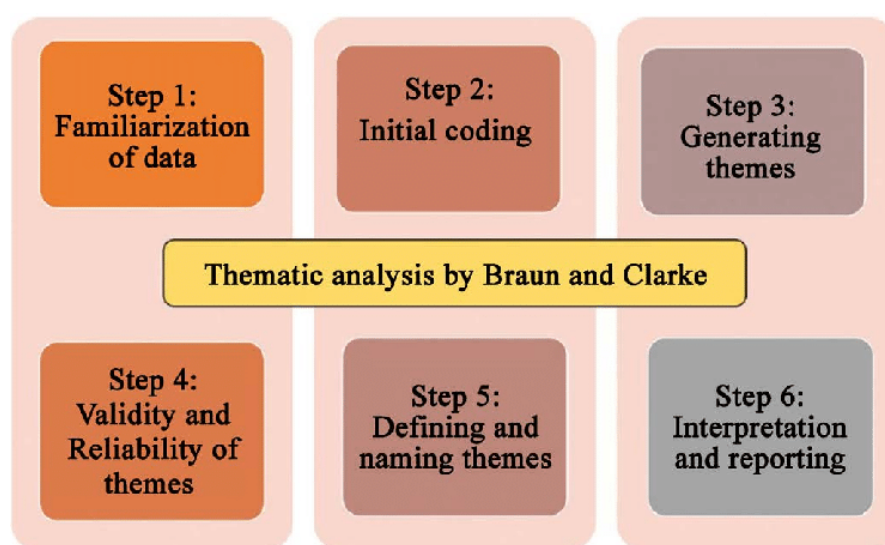 Step 1:
Familiarization
of data
Step 2:
Initial coding
Step 3:
Generating
themes
Thematic analysis by Braun and Clarke
Step 4:
Validity and
Reliability of
themes
Step 5:
Defining and
naming themes
Step 6:
Interpretation
and reporting